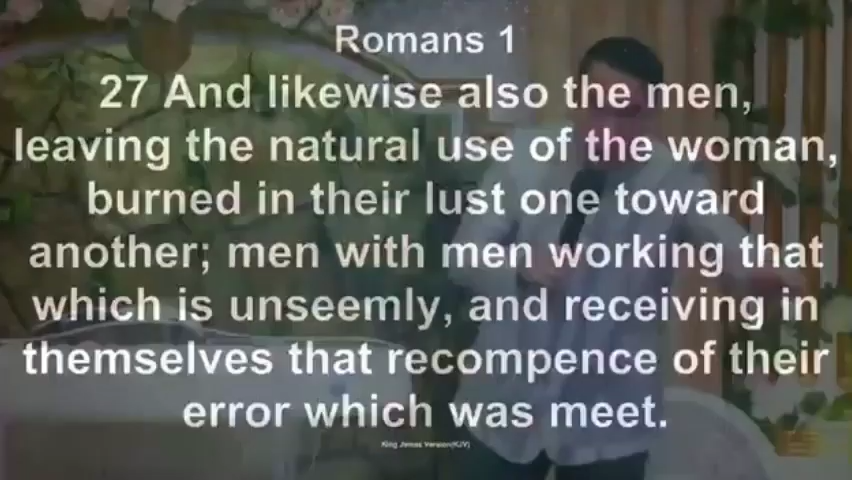 Romans 1
27 And likewise also the men,
leaving the natural use of the woman,
burned in their lust one toward
another; men with men working that
which is unseemly, and receiving in
themselves that recompence of their
error which was meet.
King James Version(KJV)